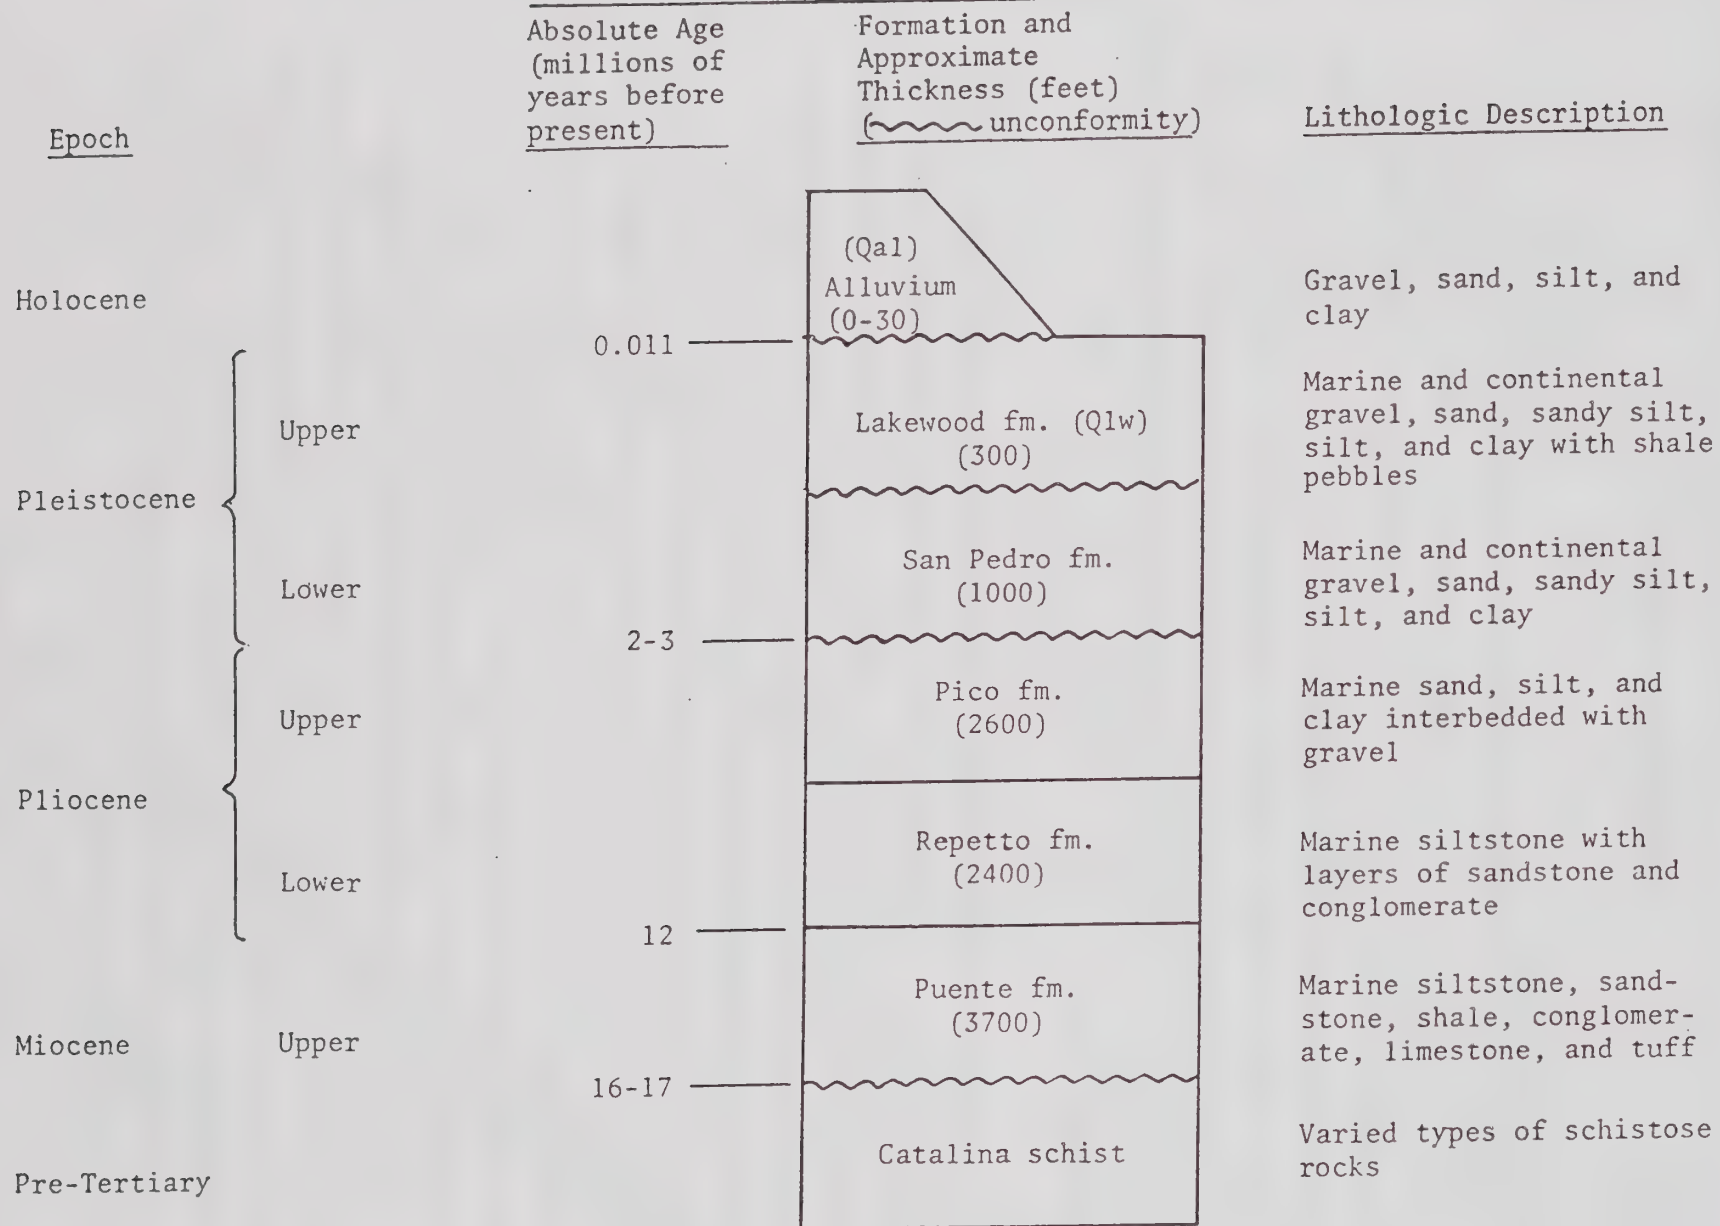 Absolute Age
(millions of
years before
present)
Formation and
Approximate
Thickness (feet)
( unconformity)
Epoch
Lithologic Description
Holocene
(Qal)
Alluvium
(0-30)
Gravel, sand, silt, and
clay
0.011
Pleistocene
Upper
Lakewood fm. (Qlw)
(300)
Marine and continental
gravel, sand, sandy silt,
silt, and clay with shale
pebbles
Lower
San Pedro fm.
(1000)
Marine and continental
gravel, sand, sandy silt,
silt, and clay
2-3
Pliocene
Upper
Pico fm.
(2600)
Marine sand, silt, and
clay interbedded with
gravel
Lower
Repetto fm.
(2400)
Marine siltstone with
layers of sandstone and
conglomerate
12
Miocene
Upper
Puente fm.
(3700)
Marine siltstone, sand-
stone, shale, conglomer-
ate, limestone, and tuff
16-17
Pre-Tertiary
Catalina schist
Varied types of schistose
rocks